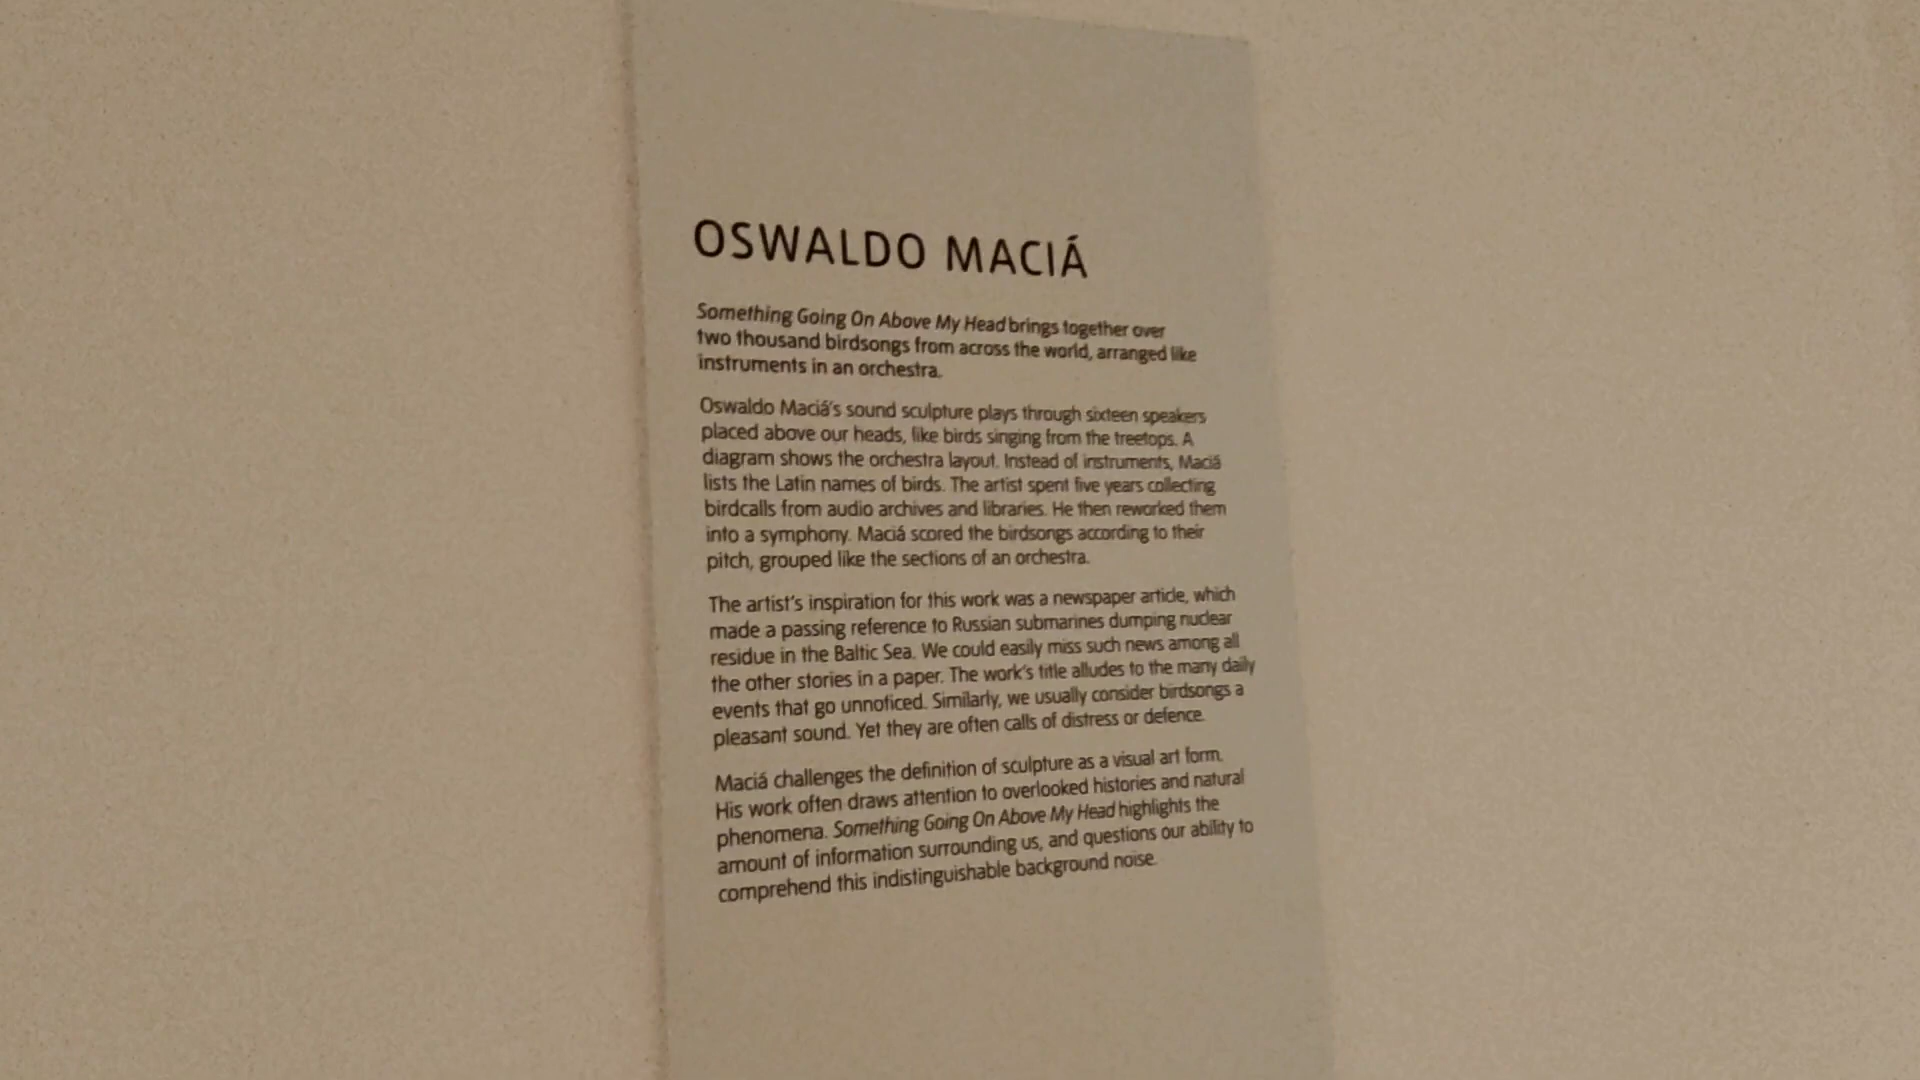 OSWALDO MACIÁ
Something Going On Above My Head brings together over
two thousand birdsongs from across the world, arranged like
instruments in an orchestra.
Oswaldo Maciá's sound sculpture plays through sixteen speakers
placed above our heads, like birds singing from the treetops. A
diagram shows the orchestra layout. Instead of instruments, Maciá
lists the Latin names of birds. The artist spent five years collecting
birdcalls from audio archives and libraries. He then reworked them
into a symphony. Maciá scored the birdsongs according to their
pitch, grouped like the sections of an orchestra.
The artist's inspiration for this work was a newspaper article, which
made a passing reference to Russian submarines dumping nuclear
residue in the Baltic Sea. We could easily miss such news among all
the other stories in a paper. The work's title alludes to the many daily
events that go unnoticed. Similarly, we usually consider birdsongs a
pleasant sound. Yet they are often calls of distress or defence.
Maciá challenges the definition of sculpture as a visual art form.
His work often draws attention to overlooked histories and natural
phenomena. Something Going On Above My Head highlights the
amount of information surrounding us, and questions our ability to
comprehend this indistinguishable background noise.